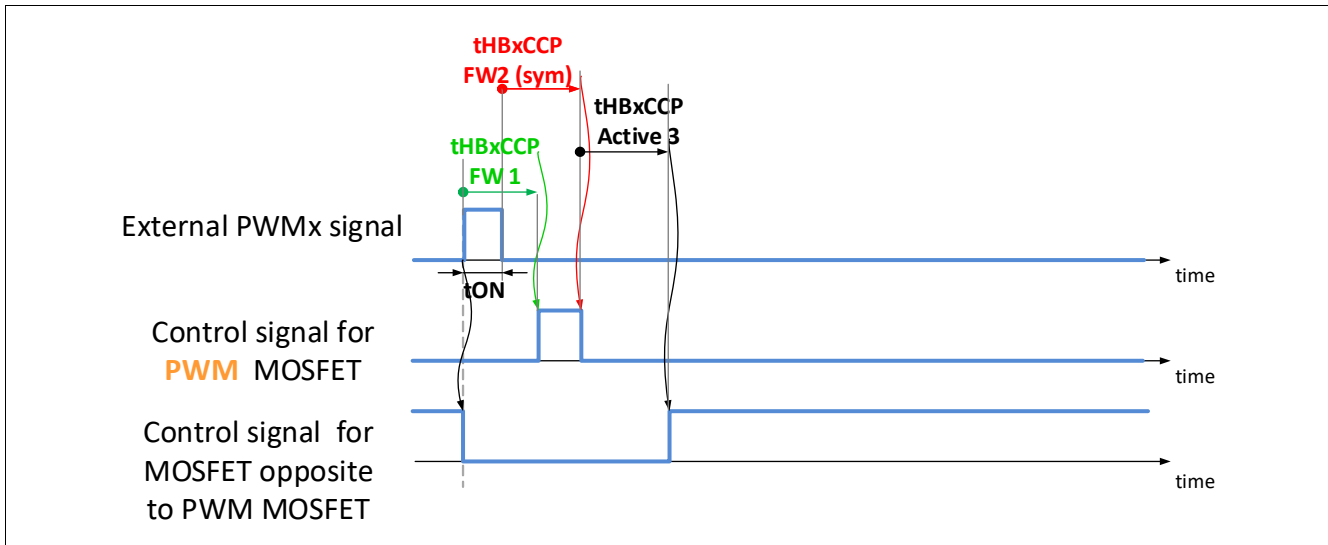 tHBxCCP
FW2 (sym)
tHBxCCP
Active 3
tHBxCCP
FW 1
External PWMx signal
time
tON
Control signal for
PWM MOSFET
time
Control signal for
MOSFET opposite
to PWM MOSFET
time